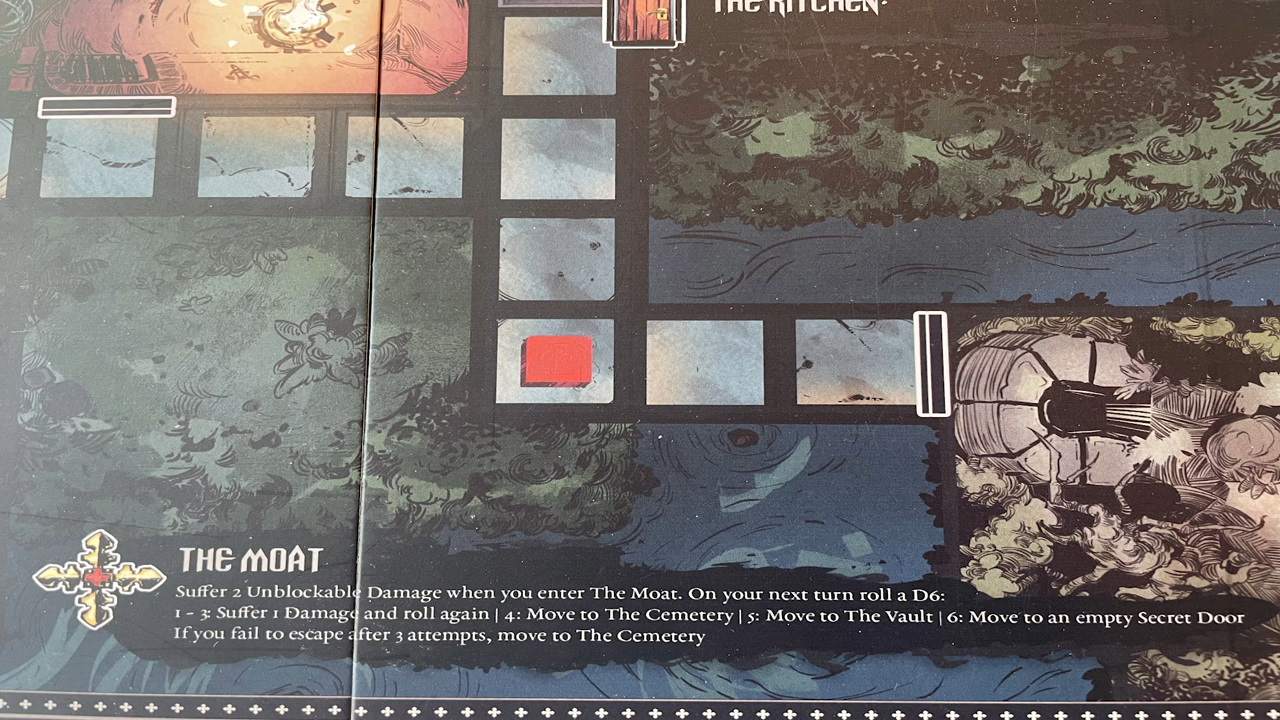 THE KITCHEN.
THE MOAT
Suffer 2 Unblockable Damage when you enter The Moat. On your next turn roll a D6:
1 - 3: Suffer 1 Damage and roll again | 4: Move to The Cemetery | 5: Move to The Vault | 6: Move to an empty Secret Door
If you fail to escape after 3 attempts, move to The Cemetery